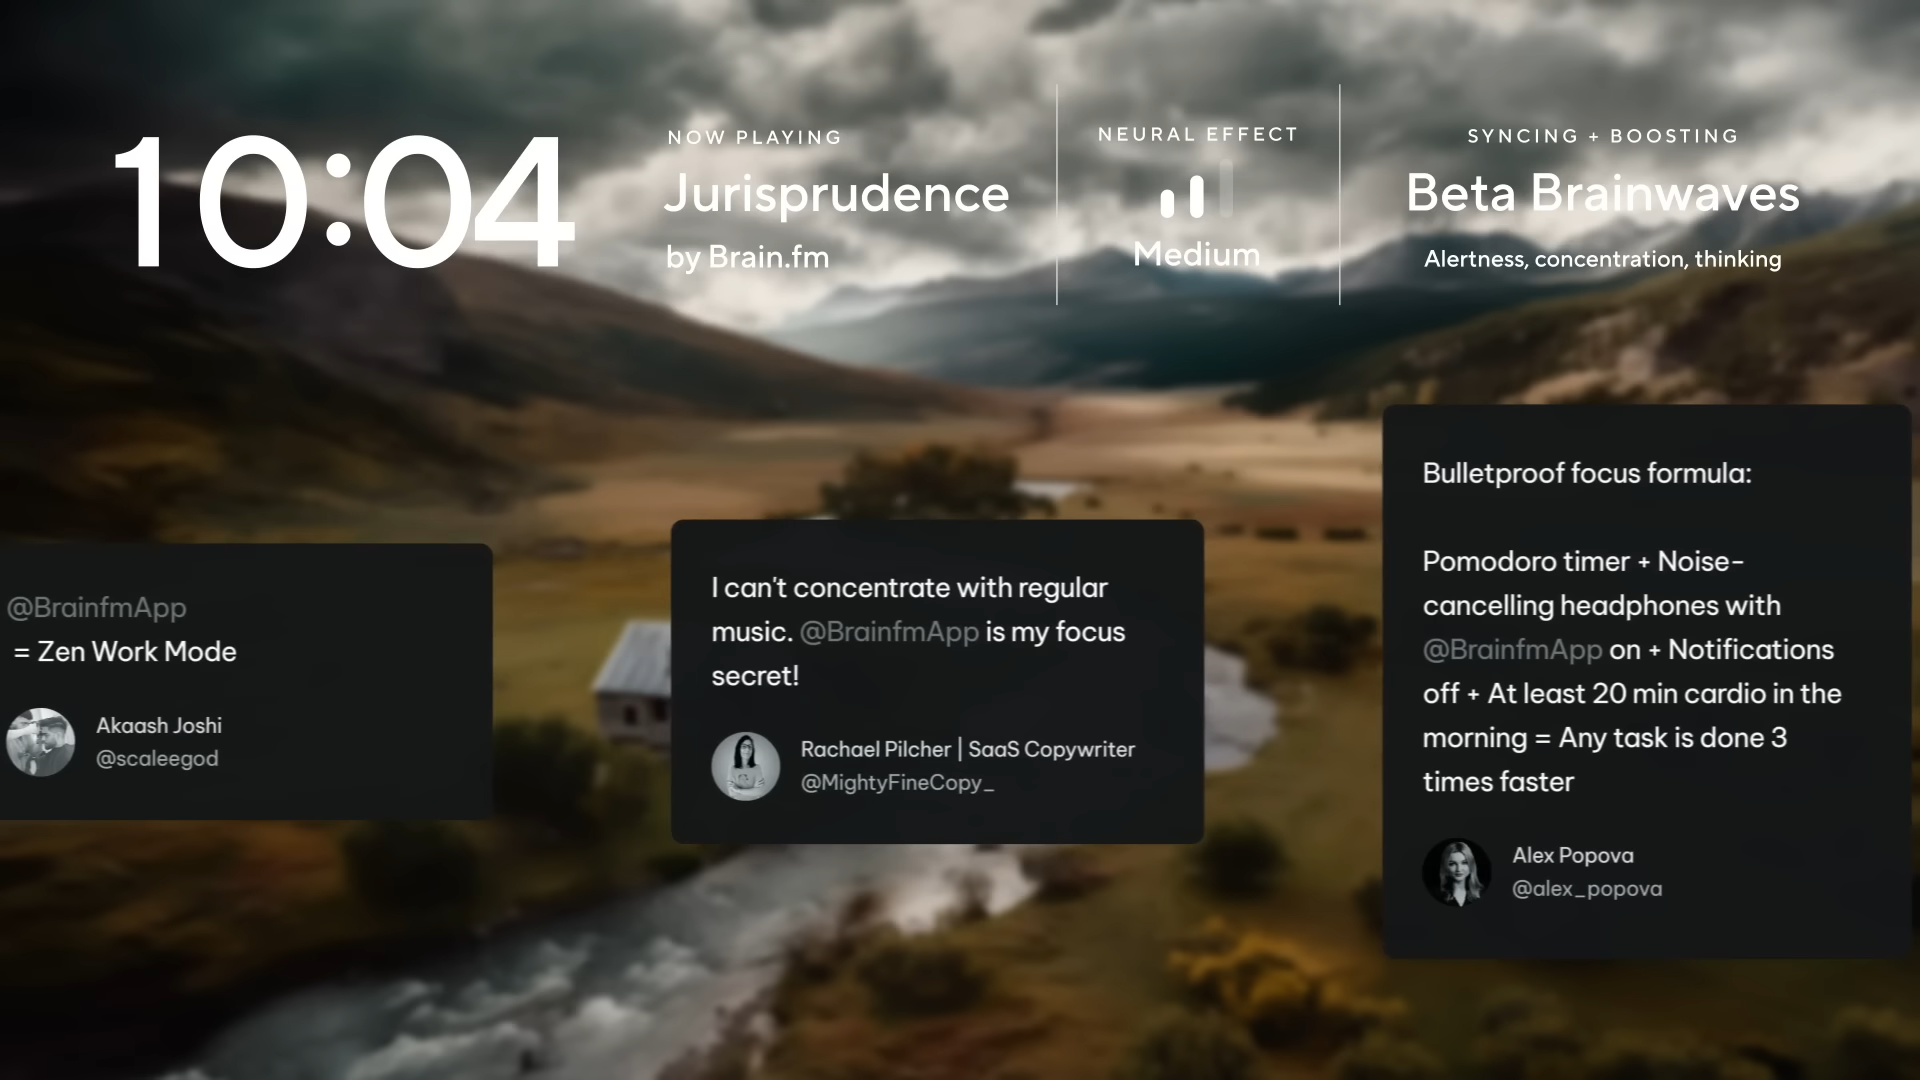 10:04
NOW PLAYING
Jurisprudence
by Brain.fm
NEURAL EFFECT
Medium
SYNCING + BOOSTING
Beta Brainwaves
Alertness, concentration, thinking
@BrainfmApp
= Zen Work Mode
Akaash Joshi
@scaleegod
I can't concentrate with regular
music. @BrainfmApp is my focus
secret!
Rachael Pilcher | SaaS Copywriter
@MightyFineCopy_
Bulletproof focus formula:
Pomodoro timer + Noise-
cancelling headphones with
@BrainfmApp on + Notifications
off + At least 20 min cardio in the
morning = Any task is done 3
times faster
Alex Popova
@alex_popova